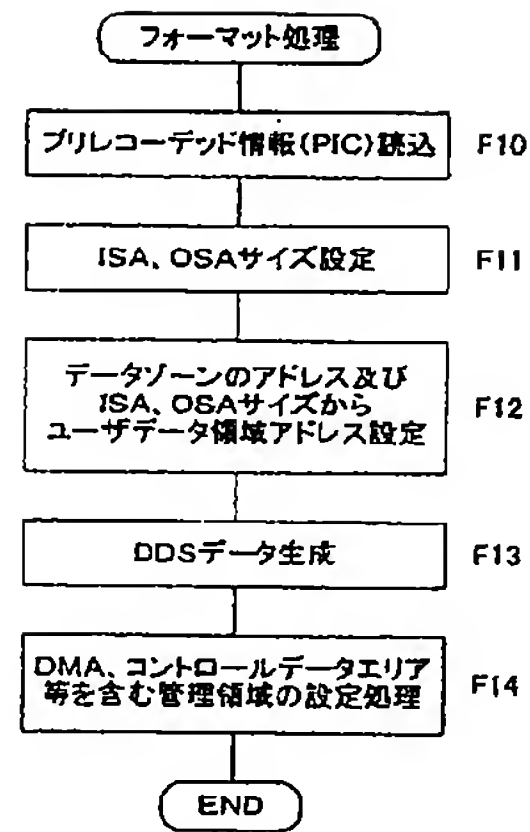 フォーマット処理
プリレコーデッド情報(PIC)読込 F10
ISA、OSAサイズ設定 F11
データゾーンのアドレス及び
ISA、OSAサイズから F12
ユーザデータ領域アドレス設定
DDSデータ生成 F13
DMA、コントロールデータエリア
等を含む管理領域の設定処理 F14
END